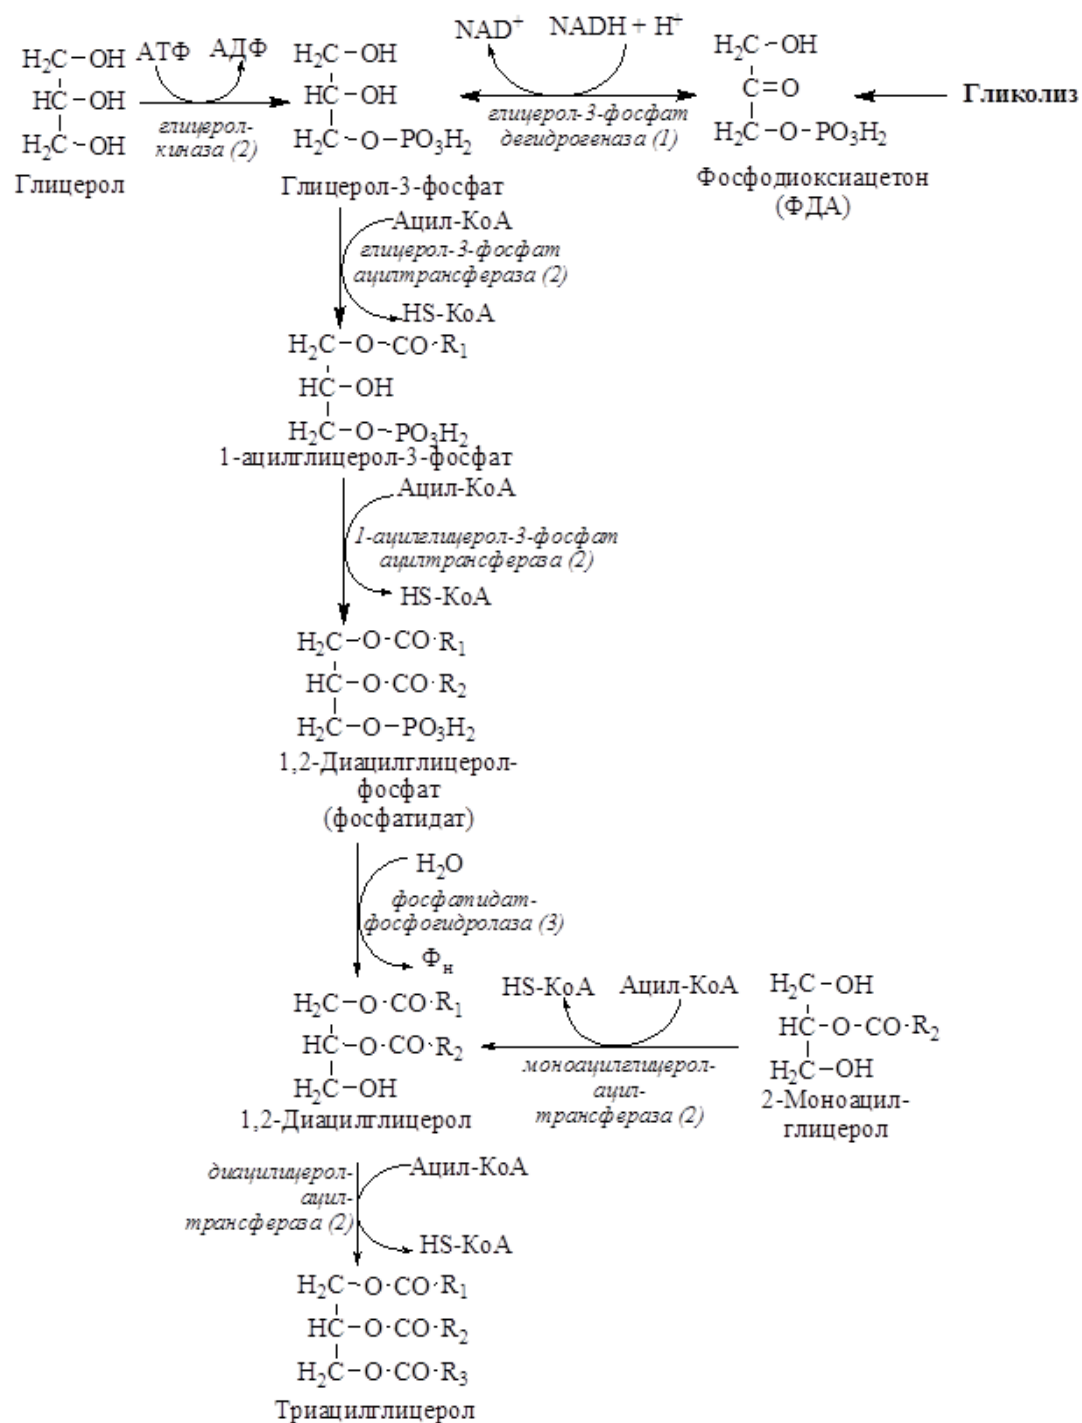 H₂C–OH
HC–OH
H₂C–OH
Глицерол
АТФ АДФ
глицерол-
киназа (2)
H₂C–OH
HC–OH
H₂C–O–PO₃H₂
Глицерол-3-фосфат
NAD⁺ NADH + H⁺
глицерол-3-фосфат
дегидрогеназа (1)
H₂C–OH
C=O
H₂C–O–PO₃H₂
Фосфодиоксиацетон
(ФДА)
Гликолиз
Ацил-КоА
глицерол-3-фосфат
ацилтрансфераза (2)
HS-КоА
H₂C–O–CO·R₁
HC–OH
H₂C–O–PO₃H₂
1-ацилглицерол-3-фосфат
Ацил-КоА
1-ацилглицерол-3-фосфат
ацилтрансфераза (2)
HS-КоА
H₂C–O·CO·R₁
HC–O·CO·R₂
H₂C–O–PO₃H₂
1,2-Диацилглицерол-
фосфат
(фосфатидат)
H₂O
фосфатидат-
фосфогидролаза (3)
Фн
H₂C–O·CO·R₁
HC–O·CO·R₂
H₂C–OH
1,2-Диацилглицерол
HS-КоА Ацил-КоА
моноацилглицерол-
ацил-
трансфераза (2)
H₂C–OH
HC–O–CO·R₂
H₂C–OH
2-Моноацил-
глицерол
диацилицерол-
ацил-
трансфераза (2)
Ацил-КоА
HS-КоА
H₂C–O·CO·R₁
HC–O·CO·R₂
H₂C–O·CO·R₃
Триацилглицерол